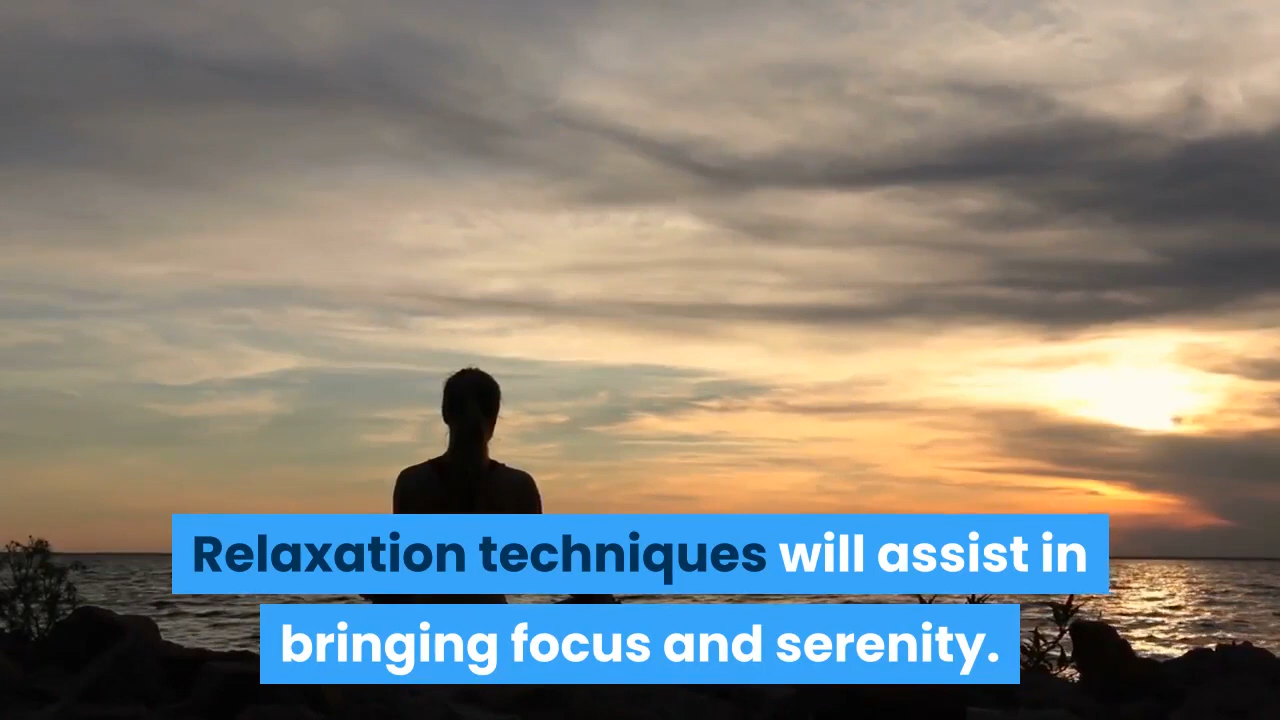 Relaxation techniques will assist in
bringing focus and serenity.